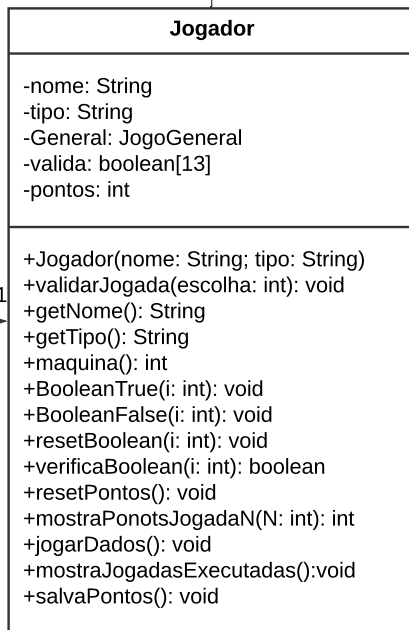 Jogador
-nome: String
-tipo: String
-General: JogoGeneral
-valida: boolean[13]
-pontos: int
+Jogador(nome: String; tipo: String)
+validarJogada(escolha: int): void
1
+getNome(): String
+getTipo(): String
+maquina(): int
+BooleanTrue(i: int): void
+BooleanFalse(i: int): void
+resetBoolean(i: int): void
+verificaBoolean(i: int): boolean
+resetPontos(): void
+mostraPonotsJogadaN(N: int): int
+jogarDados(): void
+mostraJogadasExecutadas():void
+salvaPontos(): void